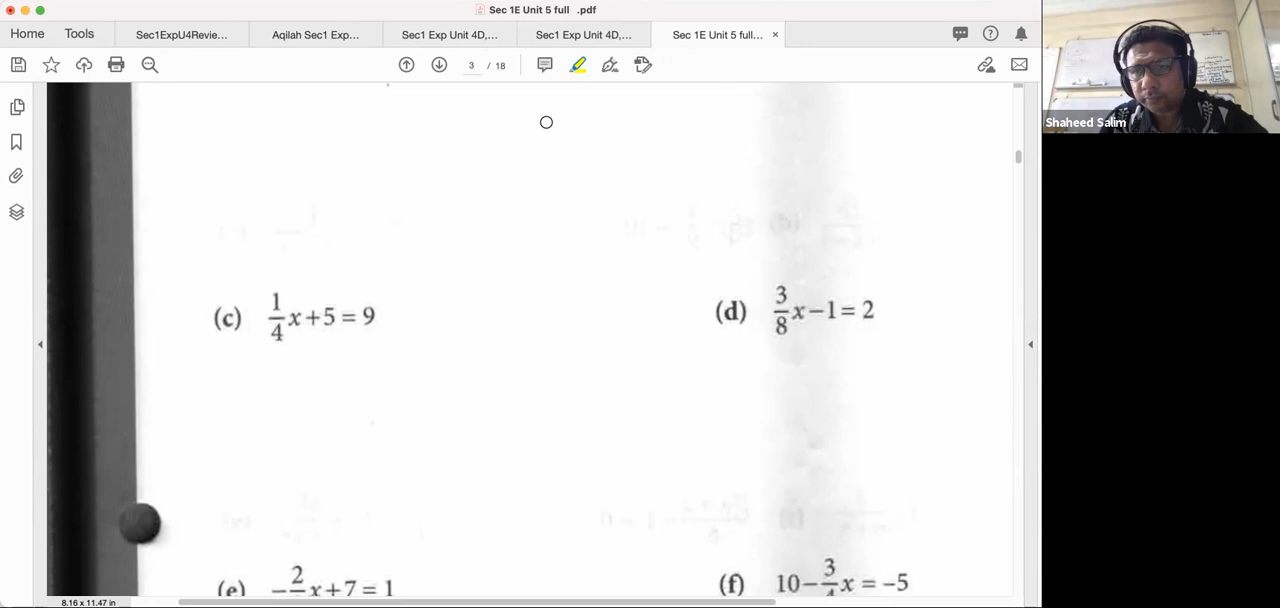 Sec 1E Unit 5 full .pdf
Home Tools Sec1ExpU4Revie... Aqilah Sec1 Exp... Sec1 Exp Unit 4D,... Sec1 Exp Unit 4D,... Sec 1E Unit 5 full... ×
3 / 18
Shaheed Salim
(c) 1/4 x + 5 = 9
(d) 3/8 x − 1 = 2
(e) x + 7 = 1
(f) 10 − x = −5
8.16 x 11.47 in